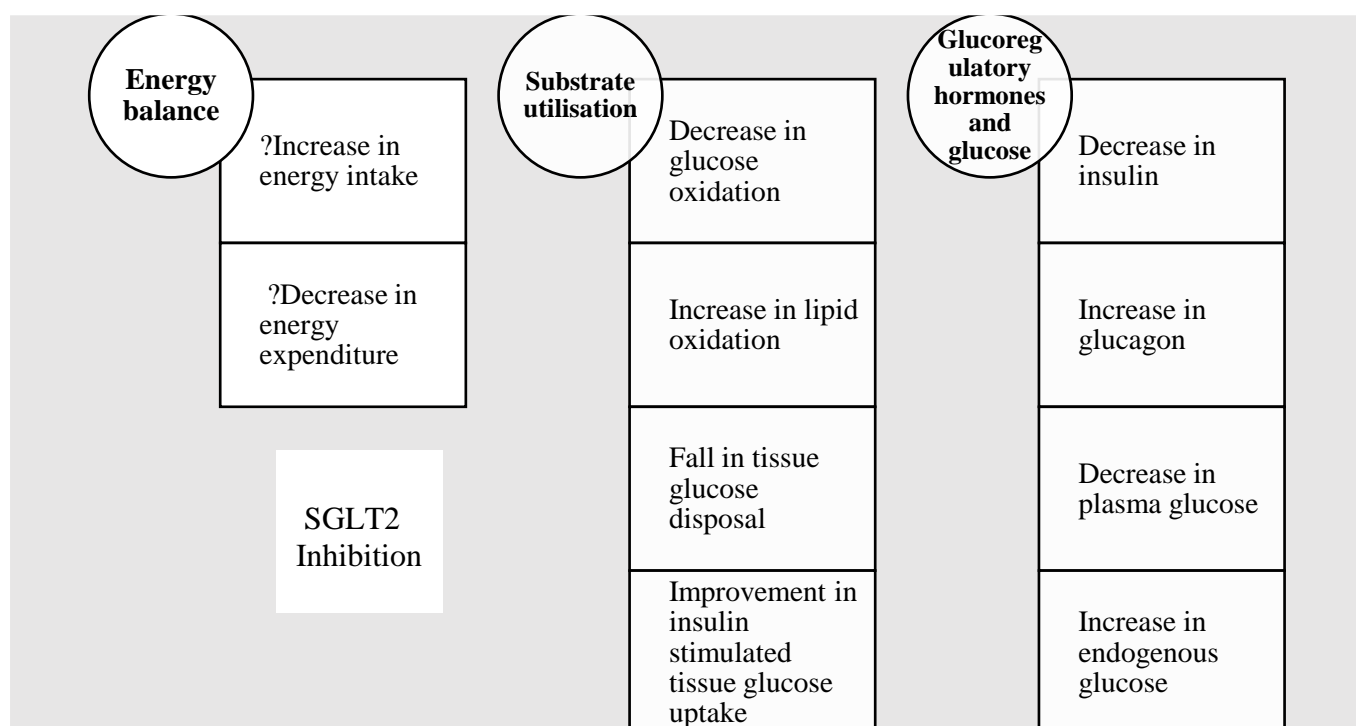 Energy
balance
?Increase in
energy intake
?Decrease in
energy
expenditure
SGLT2
Inhibition
Substrate
utilisation
Decrease in
glucose
oxidation
Increase in lipid
oxidation
Fall in tissue
glucose
disposal
Improvement in
insulin
stimulated
tissue glucose
uptake
Glucoreg
ulatory
hormones
and
glucose
Decrease in
insulin
Increase in
glucagon
Decrease in
plasma glucose
Increase in
endogenous
glucose